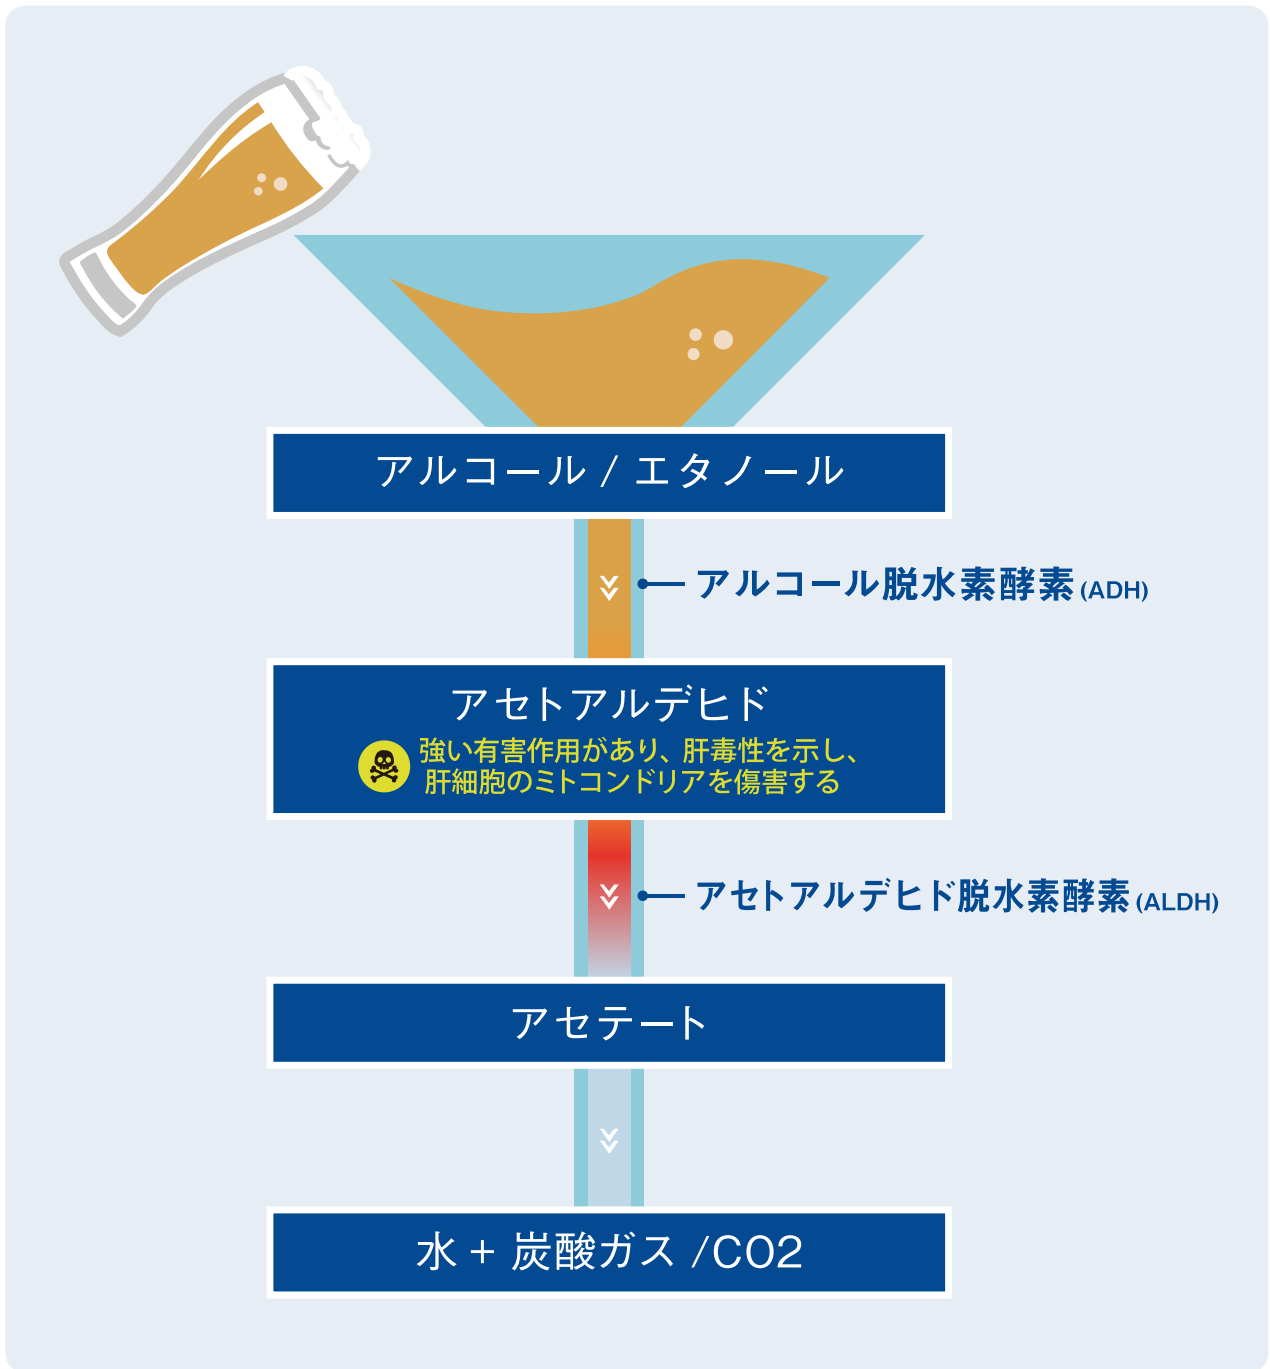 アルコール / エタノール
アルコール脱水素酵素 (ADH)
アセトアルデヒド
強い有害作用があり、肝毒性を示し、
肝細胞のミトコンドリアを傷害する
アセトアルデヒド脱水素酵素 (ALDH)
アセテート
水 + 炭酸ガス /CO2